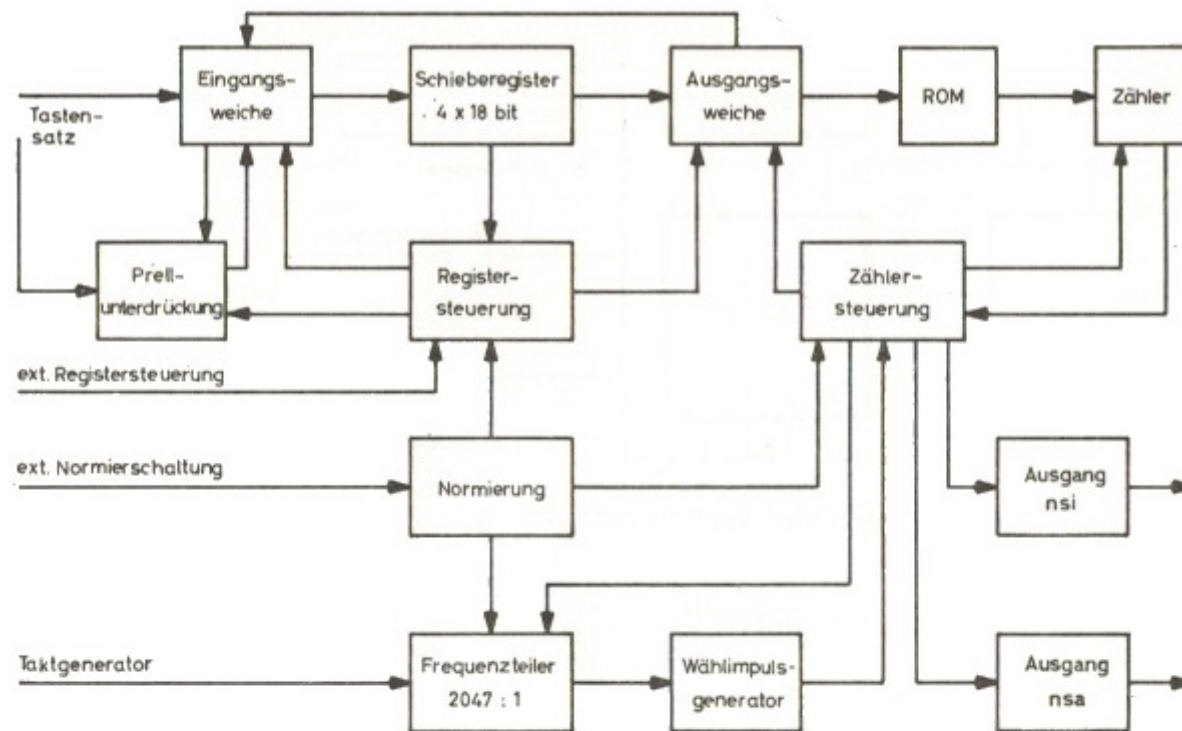 Eingangs-
weiche
Schieberegister
4 x 18 bit
Ausgangs-
weiche
ROM
Zähler
Tasten-
satz
Prell-
unterdrückung
Register-
steuerung
Zähler-
steuerung
ext. Registersteuerung
ext. Normierschaltung
Normierung
Ausgang
nsi
Taktgenerator
Frequenzteiler
2047 : 1
Wählimpuls-
generator
Ausgang
nsa